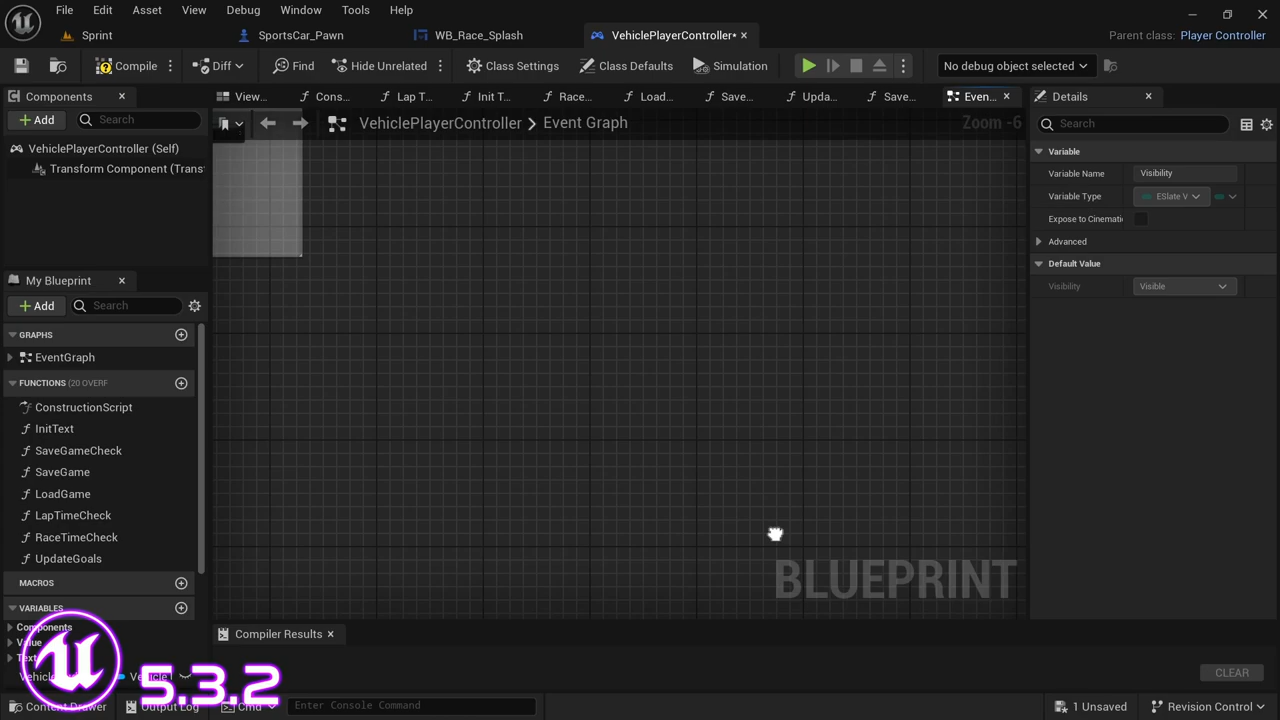 File Edit Asset View Debug Window Tools Help
Sprint SportsCar_Pawn WB_Race_Splash VehiclePlayerController* Parent class: Player Controller
Compile Diff Find Hide Unrelated Class Settings Class Defaults Simulation No debug object selected
Components View... Cons... Lap T... Init T... Race... Load... Save... Upda... Save... Even... Details
Add Search VehiclePlayerController > Event Graph Zoom -6 Search
VehiclePlayerController (Self)
Transform Component (Trans
Variable
Variable Name Visibility
Variable Type ESlate V
Expose to Cinemati
Advanced
Default Value
Visibility Visible
My Blueprint
Add Search
GRAPHS
EventGraph
FUNCTIONS (20 OVERF
ConstructionScript
InitText
SaveGameCheck
SaveGame
LoadGame
LapTimeCheck
RaceTimeCheck
UpdateGoals
MACROS
VARIABLES
Components
BLUEPRINT
Compiler Results
CLEAR
5.3.2
Content Drawer Output Log Cmd Enter Console Command 1 Unsaved Revision Control